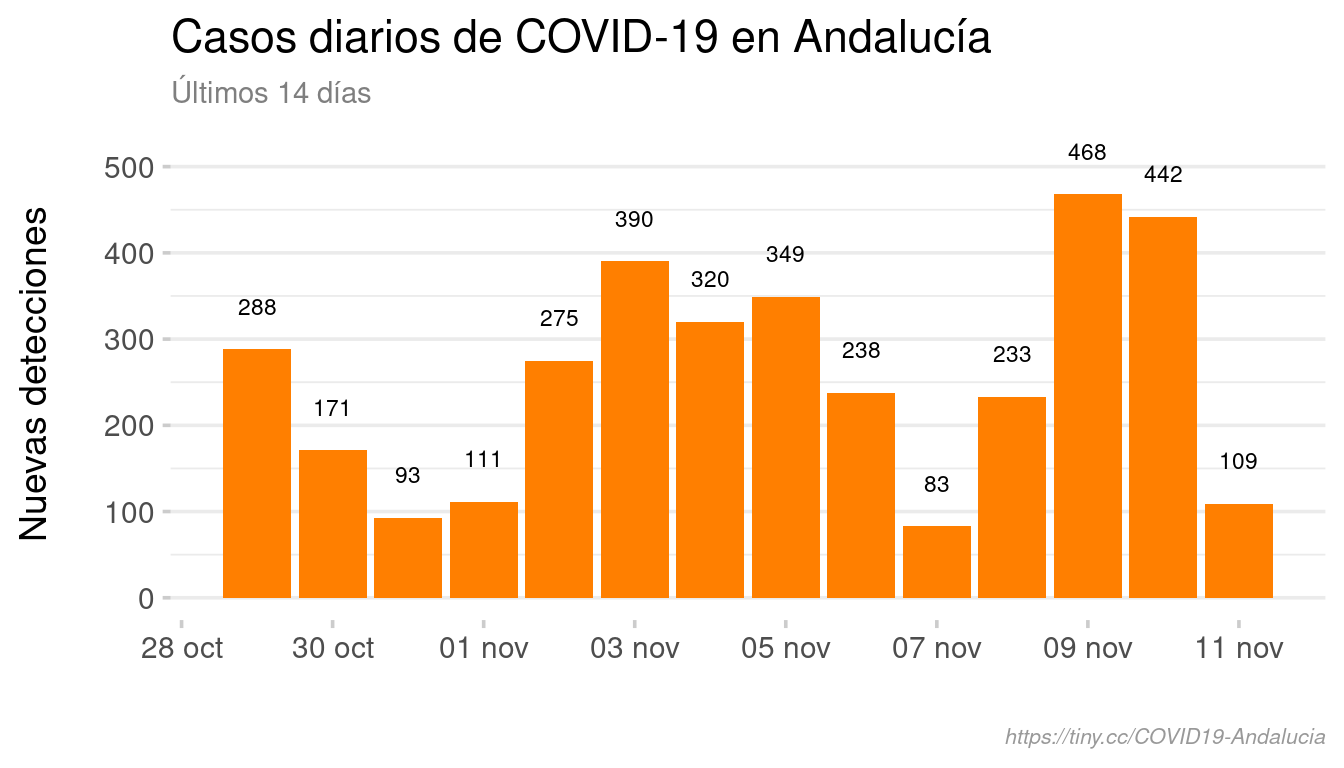 Casos diarios de COVID-19 en Andalucía
Últimos 14 días
Nuevas detecciones
500
400
300
200
100
0
288
171
93
111
275
390
320
349
238
83
233
468
442
109
28 oct
30 oct
01 nov
03 nov
05 nov
07 nov
09 nov
11 nov
https://tiny.cc/COVID19-Andalucia